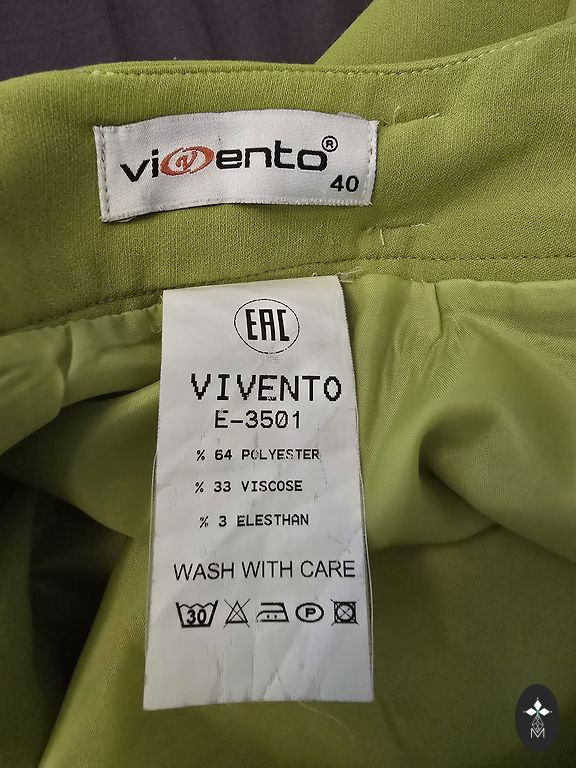 vivento®
40
EAC
VIVENTO
E-3501
% 64 POLYESTER
% 33 VISCOSE
% 3 ELESTHAN
WASH WITH CARE
30 P
M